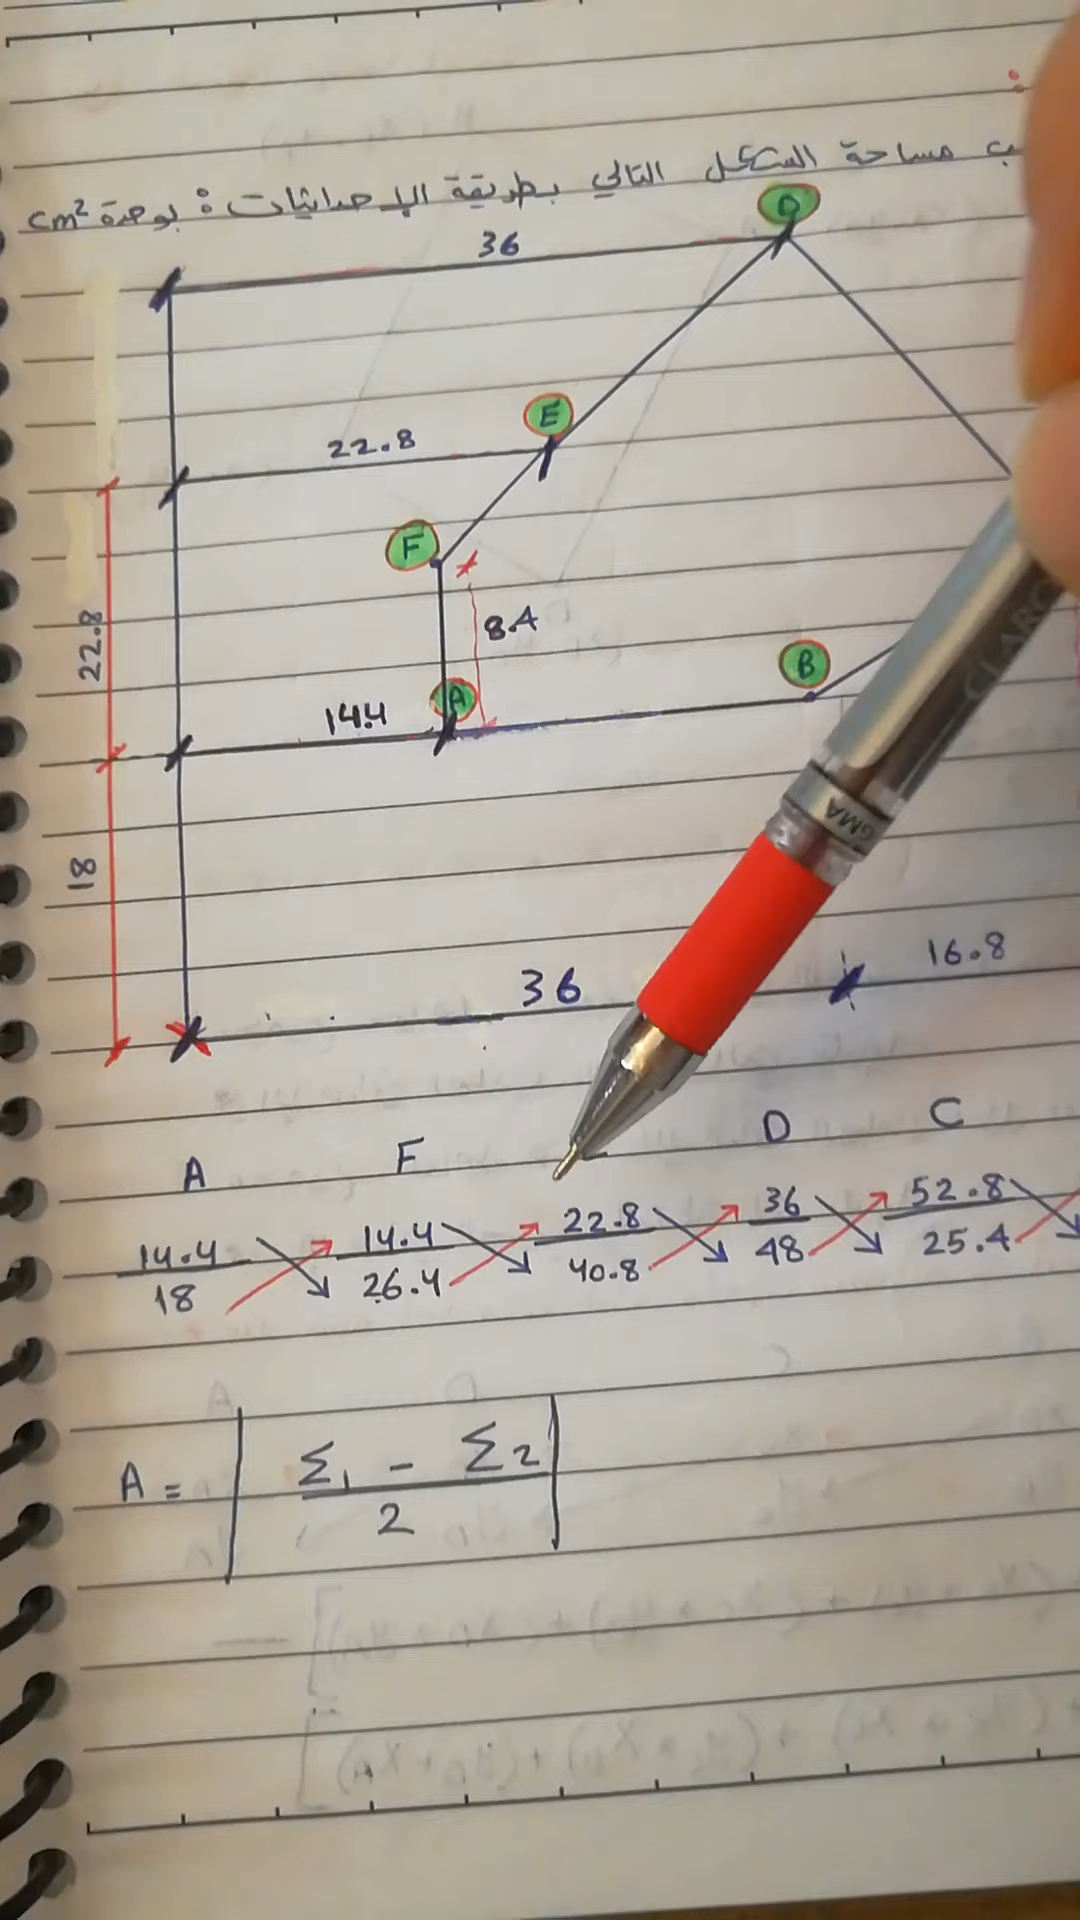 ب مساحة الشكل التالي بطريقة الإحداثيات : بوحدة cm²
D
36
E
22.8
F
22.8
8.4
B
A
14.4
18
16.8
36
A F D C
14.4 14.4 22.8 36 52.8
18 26.4 40.8 48 25.4
A = | Σ1 - Σ2 |
2
CLARO
GMA